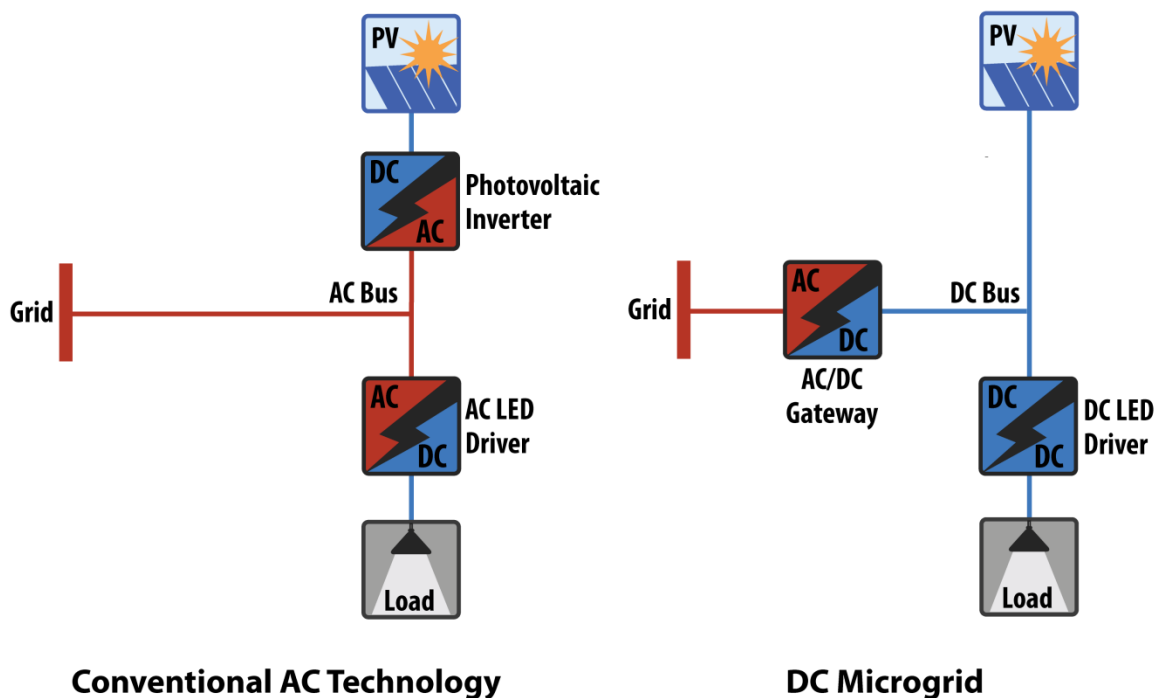 PV
DC
AC
Photovoltaic
Inverter
AC Bus
Grid
AC
DC
AC LED
Driver
Load
Conventional AC Technology
PV
DC Bus
Grid
AC
DC
AC/DC
Gateway
DC
DC
DC LED
Driver
Load
DC Microgrid